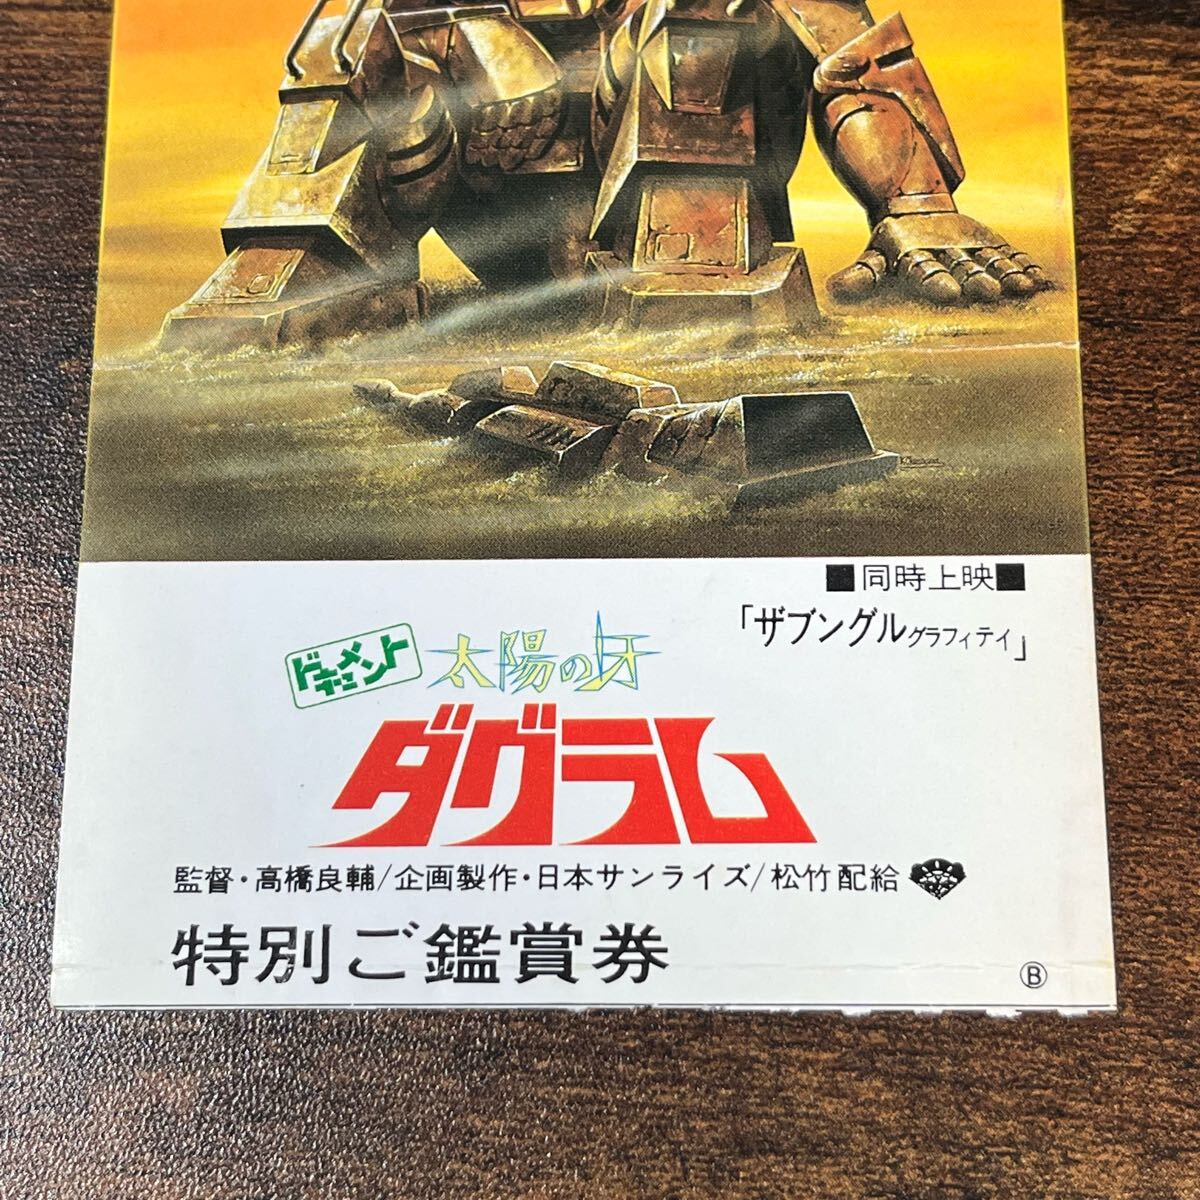 ■同時上映■
「ザブングルグラフィティ」
ドキュメント 太陽の牙
ダグラム
監督・高橋良輔/企画製作・日本サンライズ/松竹配給
特別ご鑑賞券
Ⓑ